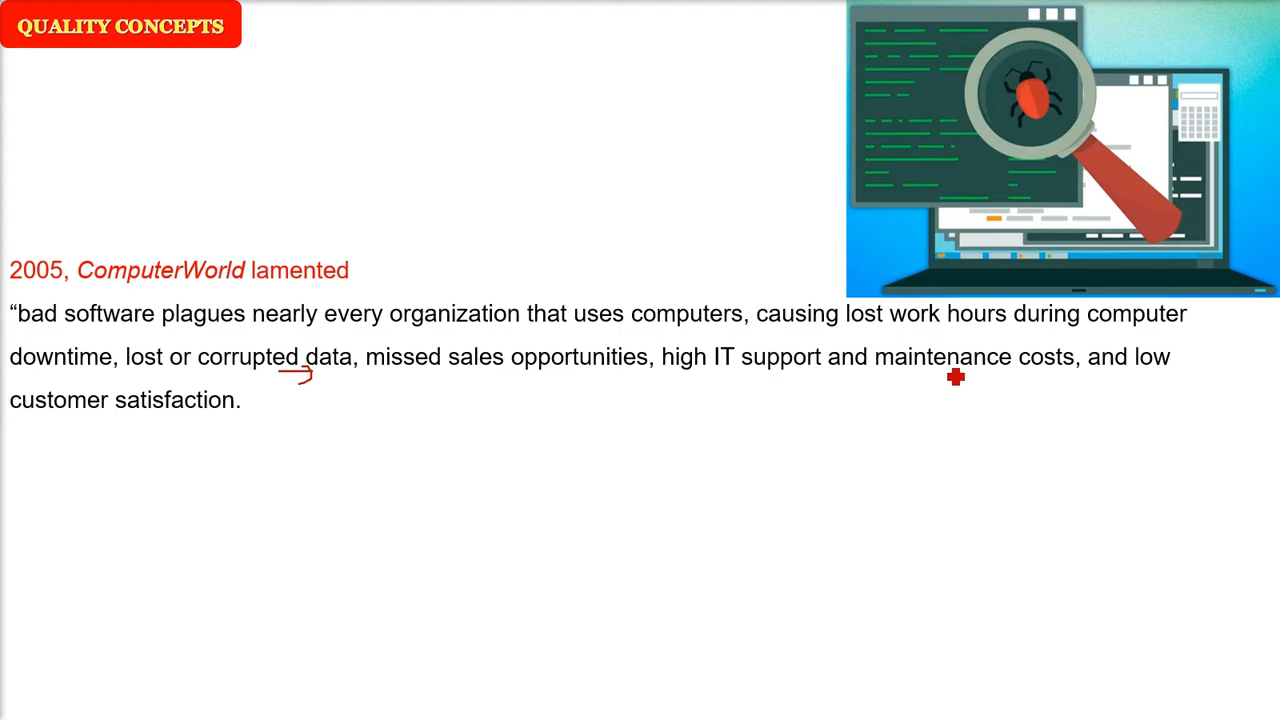 QUALITY CONCEPTS
2005, ComputerWorld lamented
“bad software plagues nearly every organization that uses computers, causing lost work hours during computer
downtime, lost or corrupted data, missed sales opportunities, high IT support and maintenance costs, and low
customer satisfaction.